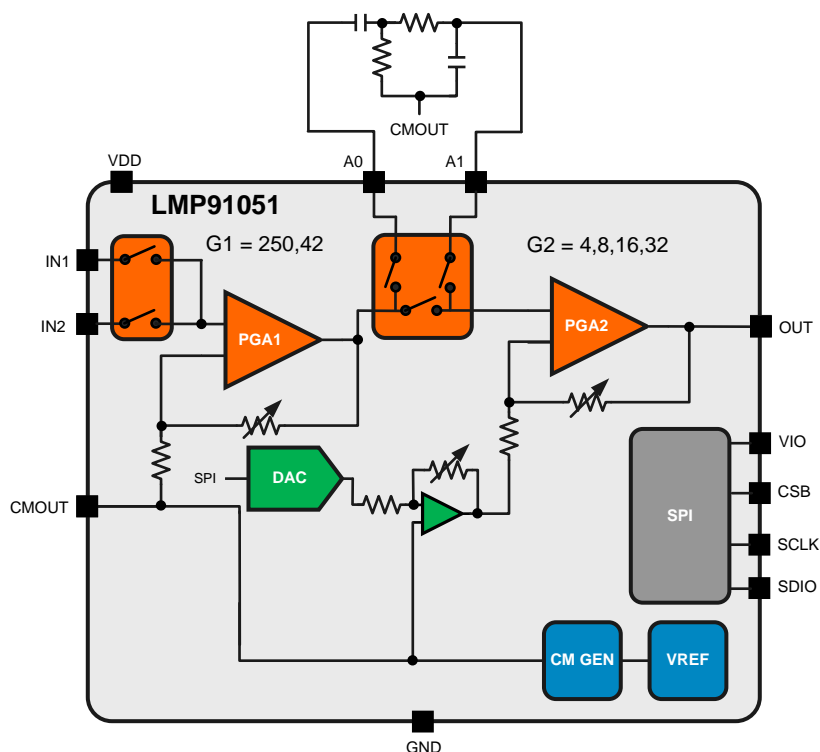 CMOUT
VDD
A0
A1
LMP91051
G1 = 250,42
G2 = 4,8,16,32
IN1
IN2
PGA1
PGA2
OUT
SPI
DAC
VIO
CSB
SPI
SCLK
SDIO
CMOUT
CM GEN
VREF
GND